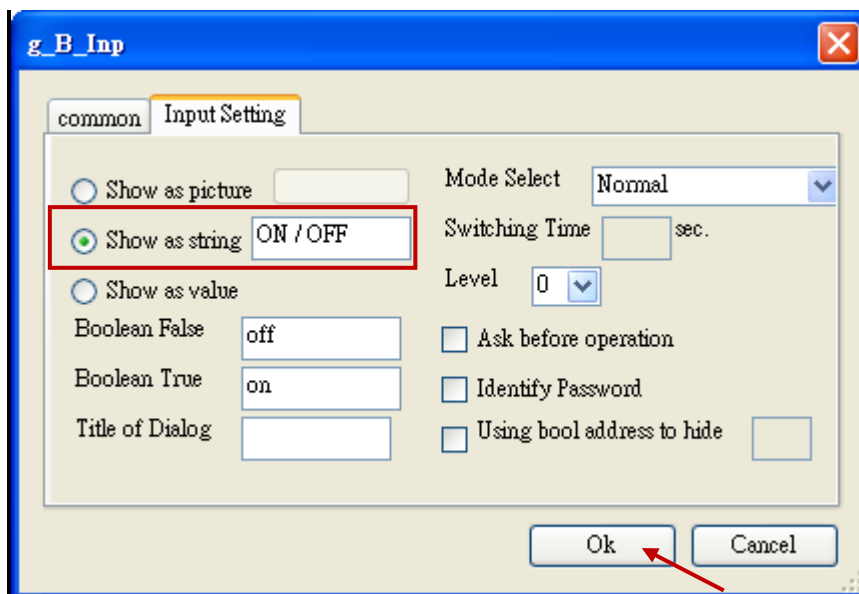 g_B_Inp
common
Input Setting
Show as picture
Show as string
ON / OFF
Show as value
Boolean False
off
Boolean True
on
Title of Dialog
Mode Select
Normal
Switching Time
sec.
Level
0
Ask before operation
Identify Password
Using bool address to hide
Ok
Cancel